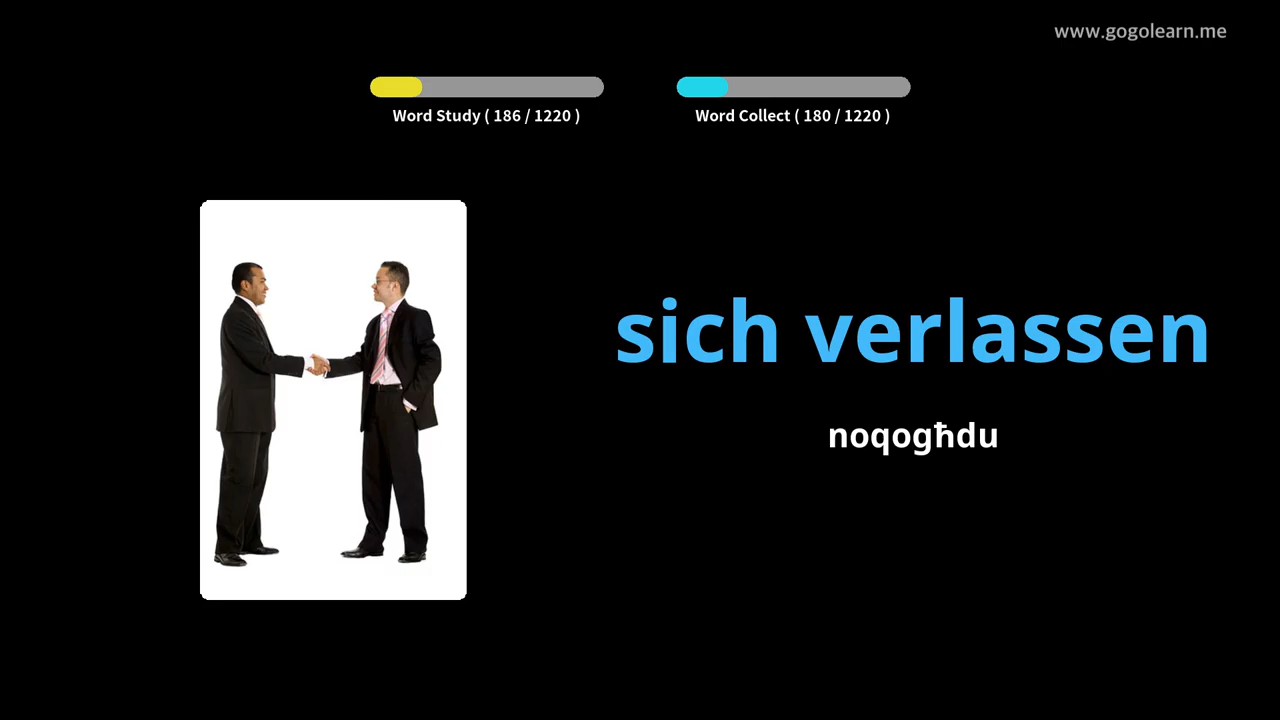 www.gogolearn.me
Word Study ( 186 / 1220 )
Word Collect ( 180 / 1220 )
sich verlassen
noqogħdu